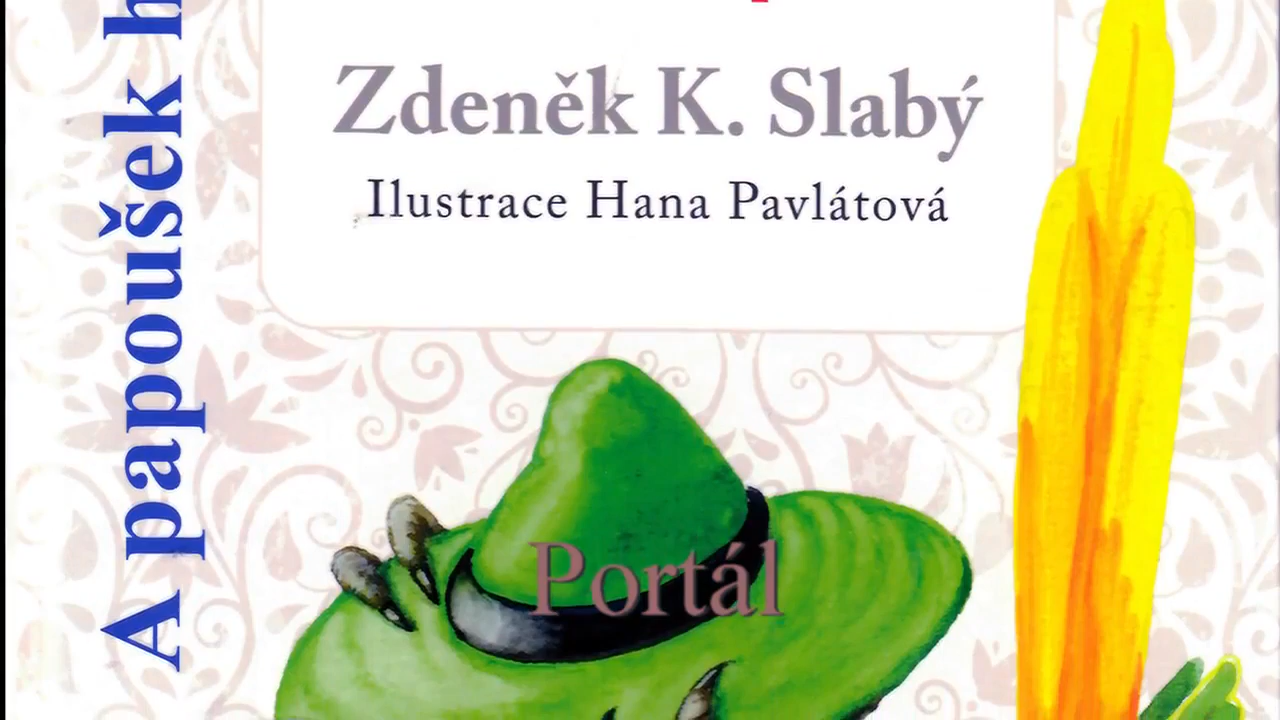 Zdeněk K. Slabý
Ilustrace Hana Pavlátová
A papoušek
Portál